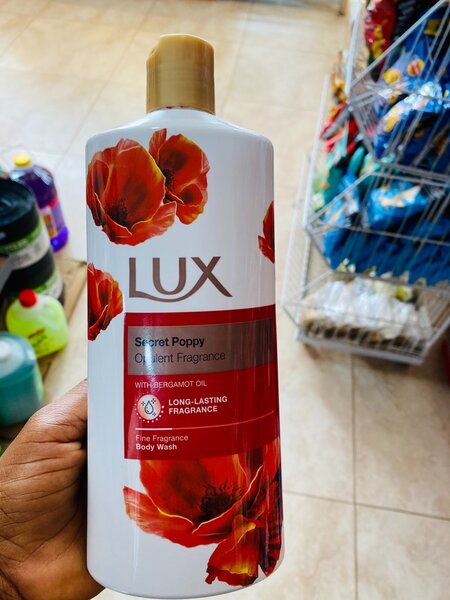 LUX
Secret Poppy
Opulent Fragrance
WITH BERGAMOT OIL
LONG-LASTING
FRAGRANCE
Fine Fragrance
Body Wash